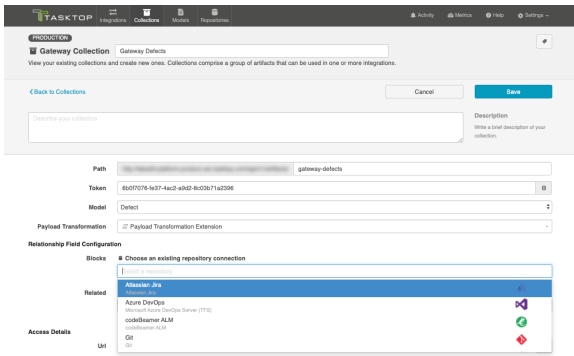 TASKTOP
Integrations
Collections
Models
Repositories
Activity
Metrics
Help
Settings
PRODUCTION
Gateway Collection
Gateway Defects
View your existing collections and create new ones. Collections comprise a group of artifacts that can be used in one or more integrations.
Back to Collections
Cancel
Save
Describe your collection
Description
Write a brief description of your
collection.
Path
gateway-defects
Token
6b0f7076-fe37-4ac2-a9d2-8c03b71a2396
Model
Defect
Payload Transformation
Payload Transformation Extension
Relationship Field Configuration
Blocks
Choose an existing repository connection
Select a repository
Related
Atlassian Jira
Atlassian Jira
Azure DevOps
Microsoft Azure DevOps Server (TFS)
codeBeamer ALM
codeBeamer ALM
Git
Git
Access Details
Url